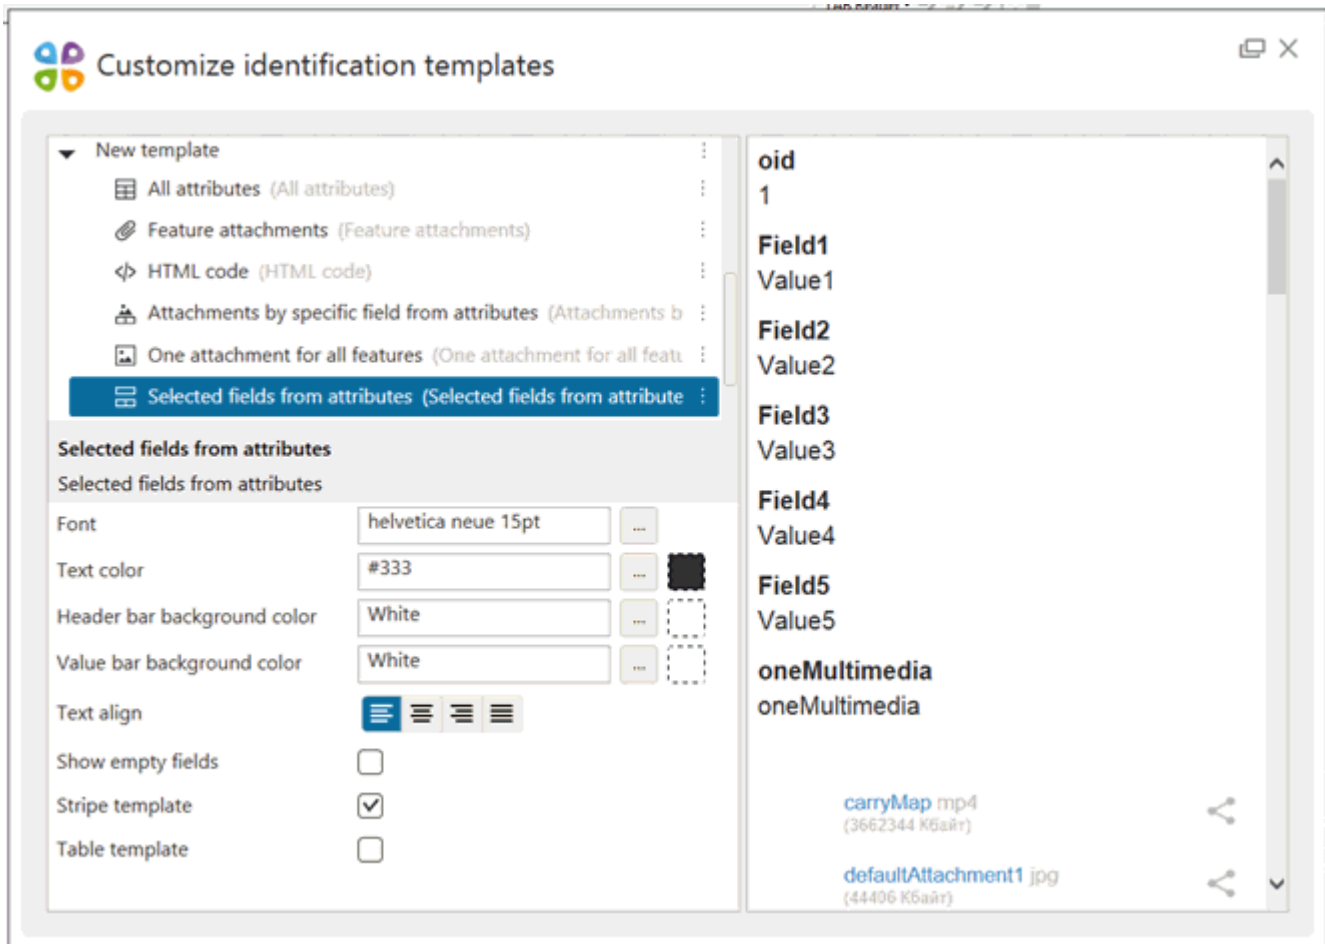 Customize identification templates
New template
All attributes (All attributes)
Feature attachments (Feature attachments)
HTML code (HTML code)
Attachments by specific field from attributes (Attachments b
One attachment for all features (One attachment for all featu
Selected fields from attributes (Selected fields from attribute
Selected fields from attributes
Selected fields from attributes
Font helvetica neue 15pt ...
Text color #333 ...
Header bar background color White ...
Value bar background color White ...
Text align
Show empty fields
Stripe template
Table template
oid
1
Field1
Value1
Field2
Value2
Field3
Value3
Field4
Value4
Field5
Value5
oneMultimedia
oneMultimedia
carryMap mp4
(3662344 Кбайт)
defaultAttachment1 jpg
(44406 Кбайт)